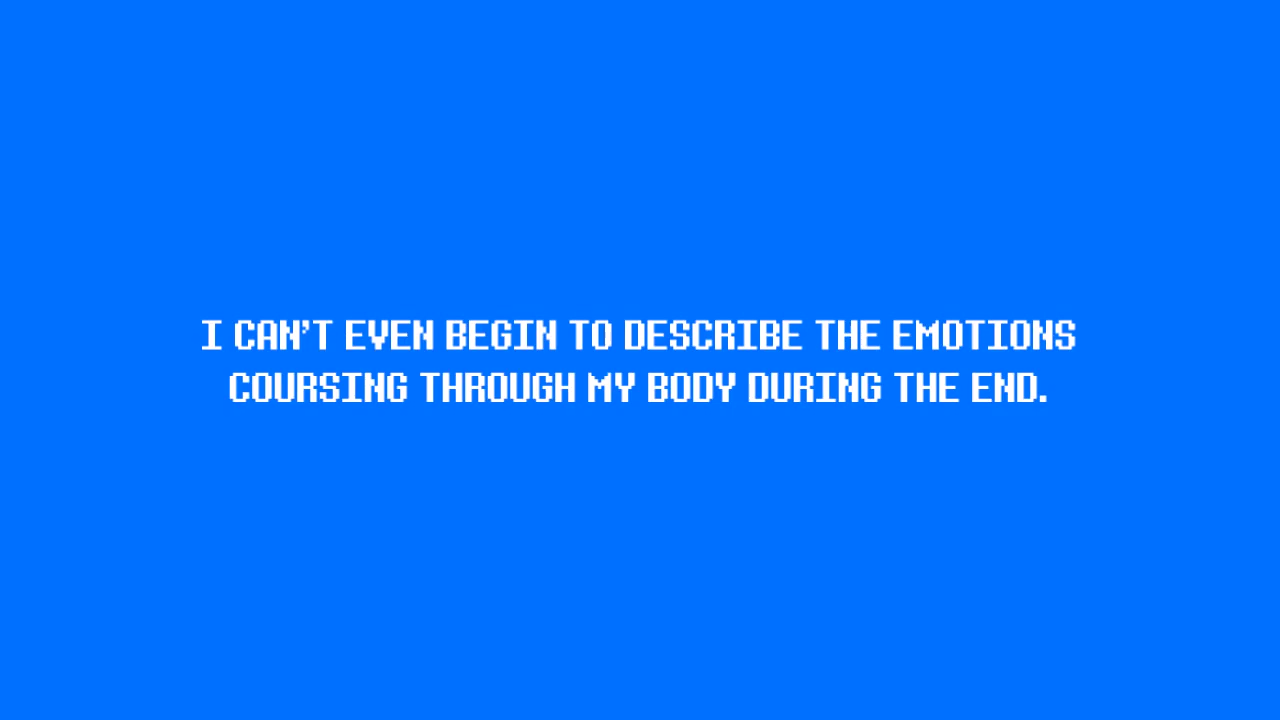 I CAN'T EVEN BEGIN TO DESCRIBE THE EMOTIONS
COURSING THROUGH MY BODY DURING THE END.